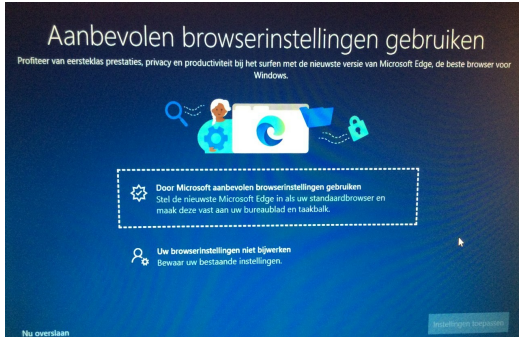 Aanbevolen browserinstellingen gebruiken
Profiteer van eersteklas prestaties, privacy en productiviteit bij het surfen met de nieuwste versie van Microsoft Edge, de beste browser voor
Windows.
Door Microsoft aanbevolen browserinstellingen gebruiken
Stel de nieuwste Microsoft Edge in als uw standaardbrowser en
maak deze vast aan uw bureaublad en taakbalk.
Uw browserinstellingen niet bijwerken
Bewaar uw bestaande instellingen.
Nu overslaan
Instellingen toepassen